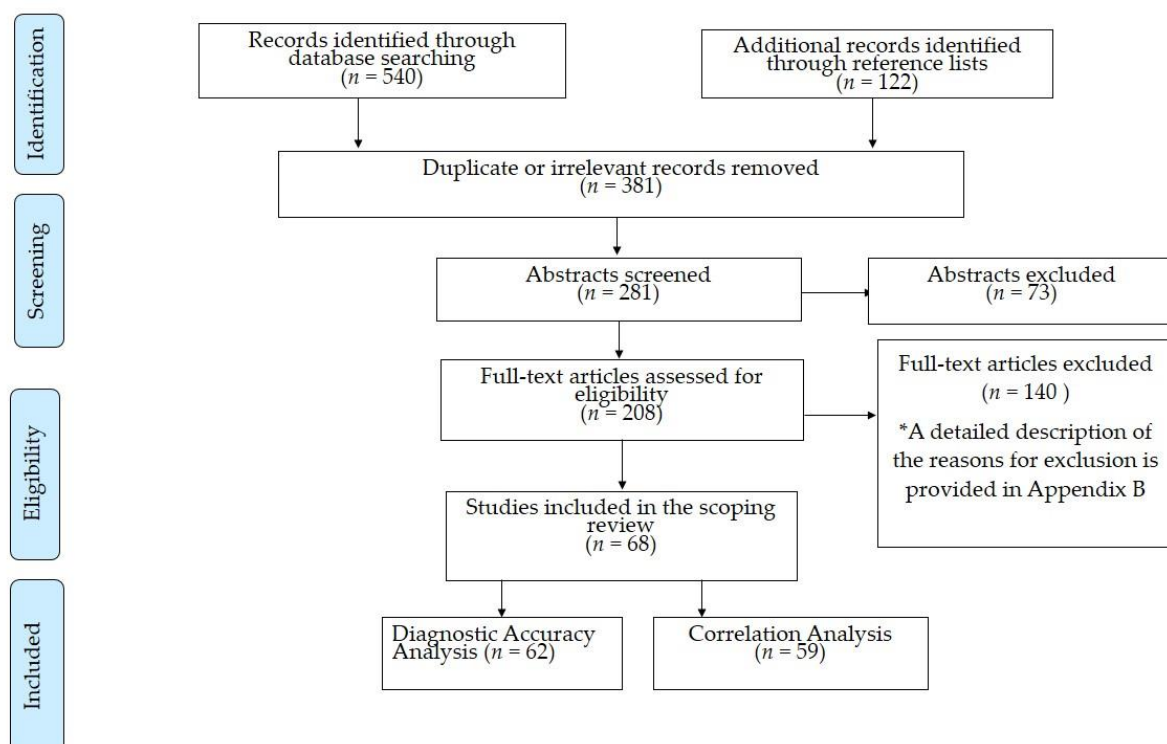 Identification
Records identified through
database searching
(n = 540)
Additional records identified
through reference lists
(n = 122)
Duplicate or irrelevant records removed
(n = 381)
Screening
Abstracts screened
(n = 281)
Abstracts excluded
(n = 73)
Eligibility
Full-text articles assessed for
eligibility
(n = 208)
Full-text articles excluded
(n = 140 )
*A detailed description of
the reasons for exclusion is
provided in Appendix B
Studies included in the scoping
review
(n = 68)
Included
Diagnostic Accuracy
Analysis (n = 62)
Correlation Analysis
(n = 59)